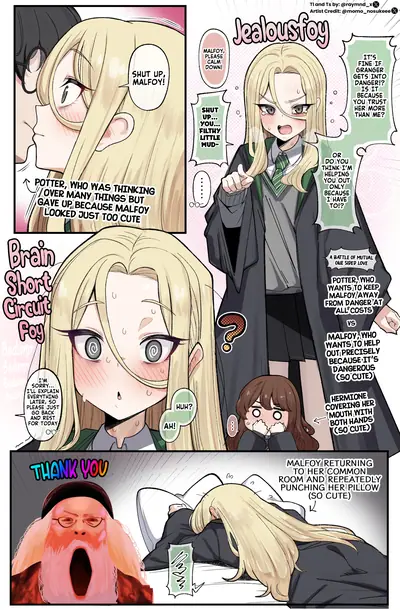 Tl and Ts by: @raymnd_x
Artist Credit: @momo_nosukeee
Jealousfoy
MALFOY,
PLEASE
CALM
DOWN!
IT'S
FINE IF
GRANGER
GETS INTO
DANGER!?
IS IT
BECAUSE
YOU TRUST
HER MORE
THAN ME?
SHUT
UP...
YOU...
FILTHY
LITTLE
MUD-
OR DO
YOU THINK
I'M HELPING
YOU OUT
ONLY
BECAUSE
I HAVE
TO!?
SHUT UP,
MALFOY!
POTTER, WHO WAS THINKING
OVER MANY THINGS BUT
GAVE UP BECAUSE MALFOY
LOOKED JUST TOO CUTE
A BATTLE OF MUTUAL
ONE SIDED LOVE
POTTER, WHO
WANTS TO KEEP
MALFOY AWAY
FROM DANGER AT
ALL COSTS
VS
MALFOY, WHO
WANTS TO HELP
OUT PRECISELY
BECAUSE IT'S
DANGEROUS
(SO CUTE)
HERMIONE
COVERING HER
MOUTH WITH
BOTH HANDS
(SO CUTE)
Brain
Short
Circuit
Foy
?
I'M
SORRY...
I'LL EXPLAIN
EVERYTHING
LATER, SO
PLEASE JUST
GO BACK
AND REST
FOR TODAY
HUH?
AH!
THANK YOU
MALFOY RETURNING
TO HER COMMON
ROOM AND REPEATEDLY
PUNCHING HER PILLOW
(SO CUTE)